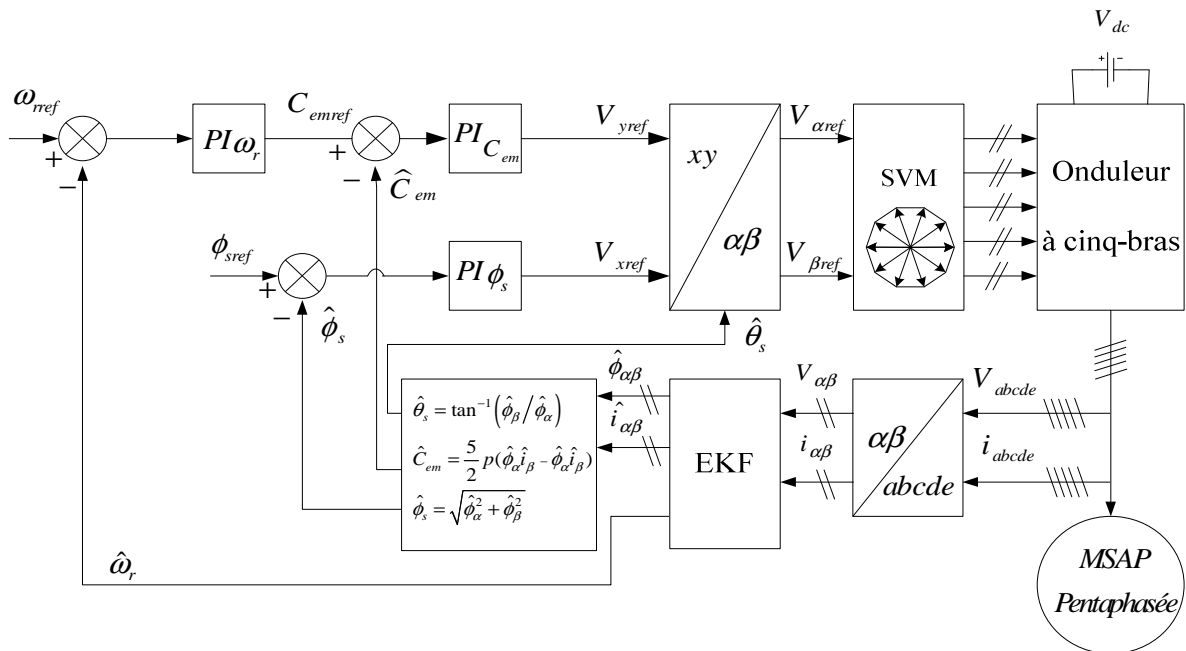 V_dc
ω_rref
+
−
PI ω_r
C_emref
+
−
Ĉ_em
PI C_em
V_yref
xy
αβ
V_αref
SVM
Onduleur
à cinq-bras
+ -
ϕ_sref
+
−
ϕ̂_s
PI ϕ_s
V_xref
V_βref
θ̂_s
θ̂_s = tan⁻¹(ϕ̂_β/ϕ̂_α)
Ĉ_em = 5/2 p(ϕ̂_α î_β − ϕ̂_α î_β)
ϕ̂_s = √(ϕ̂_α² + ϕ̂_β²)
ϕ̂_αβ
î_αβ
EKF
V_αβ
i_αβ
αβ
abcde
V_abcde
i_abcde
ω̂_r
MSAP
Pentaphasée